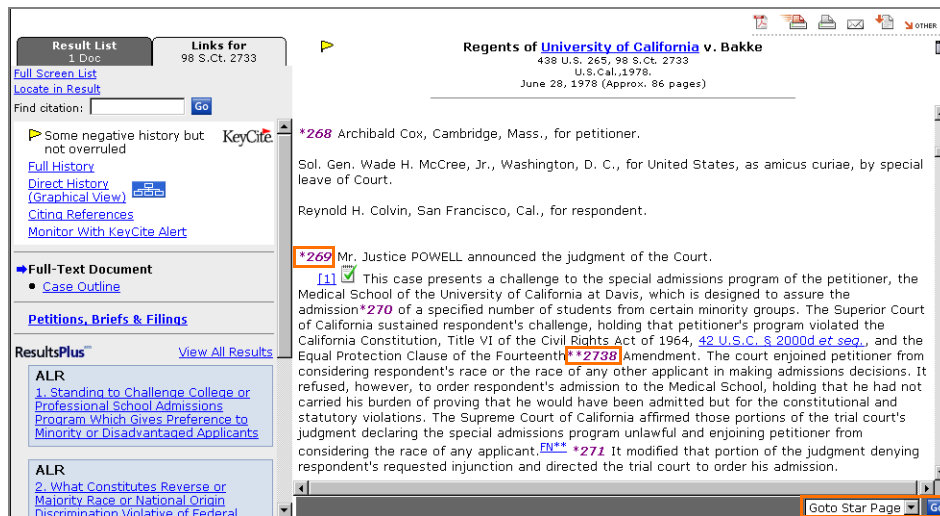 OTHER
Result List
1 Doc
Links for
98 S.Ct. 2733
Full Screen List
Locate in Result
Find citation:
Go
Some negative history but
not overruled
KeyCite.
Full History
Direct History
(Graphical View)
Citing References
Monitor With KeyCite Alert
Full-Text Document
Case Outline
Petitions, Briefs & Filings
ResultsPlus™
View All Results
ALR
1. Standing to Challenge College or
Professional School Admissions
Program Which Gives Preference to
Minority or Disadvantaged Applicants
ALR
2. What Constitutes Reverse or
Majority Race or National Origin
Discrimination Violative of Federal
Regents of University of California v. Bakke
438 U.S. 265, 98 S.Ct. 2733
U.S.Cal.,1978.
June 28, 1978 (Approx. 86 pages)
*268 Archibald Cox, Cambridge, Mass., for petitioner.
Sol. Gen. Wade H. McCree, Jr., Washington, D. C., for United States, as amicus curiae, by special
leave of Court.
Reynold H. Colvin, San Francisco, Cal., for respondent.
*269 Mr. Justice POWELL announced the judgment of the Court.
[1] This case presents a challenge to the special admissions program of the petitioner, the
Medical School of the University of California at Davis, which is designed to assure the
admission*270 of a specified number of students from certain minority groups. The Superior Court
of California sustained respondent's challenge, holding that petitioner's program violated the
California Constitution, Title VI of the Civil Rights Act of 1964, 42 U.S.C. § 2000d et seq., and the
Equal Protection Clause of the Fourteenth**2738 Amendment. The court enjoined petitioner from
considering respondent's race or the race of any other applicant in making admissions decisions. It
refused, however, to order respondent's admission to the Medical School, holding that he had not
carried his burden of proving that he would have been admitted but for the constitutional and
statutory violations. The Supreme Court of California affirmed those portions of the trial court's
judgment declaring the special admissions program unlawful and enjoining petitioner from
considering the race of any applicant.FN** *271 It modified that portion of the judgment denying
respondent's requested injunction and directed the trial court to order his admission.
Goto Star Page
Go